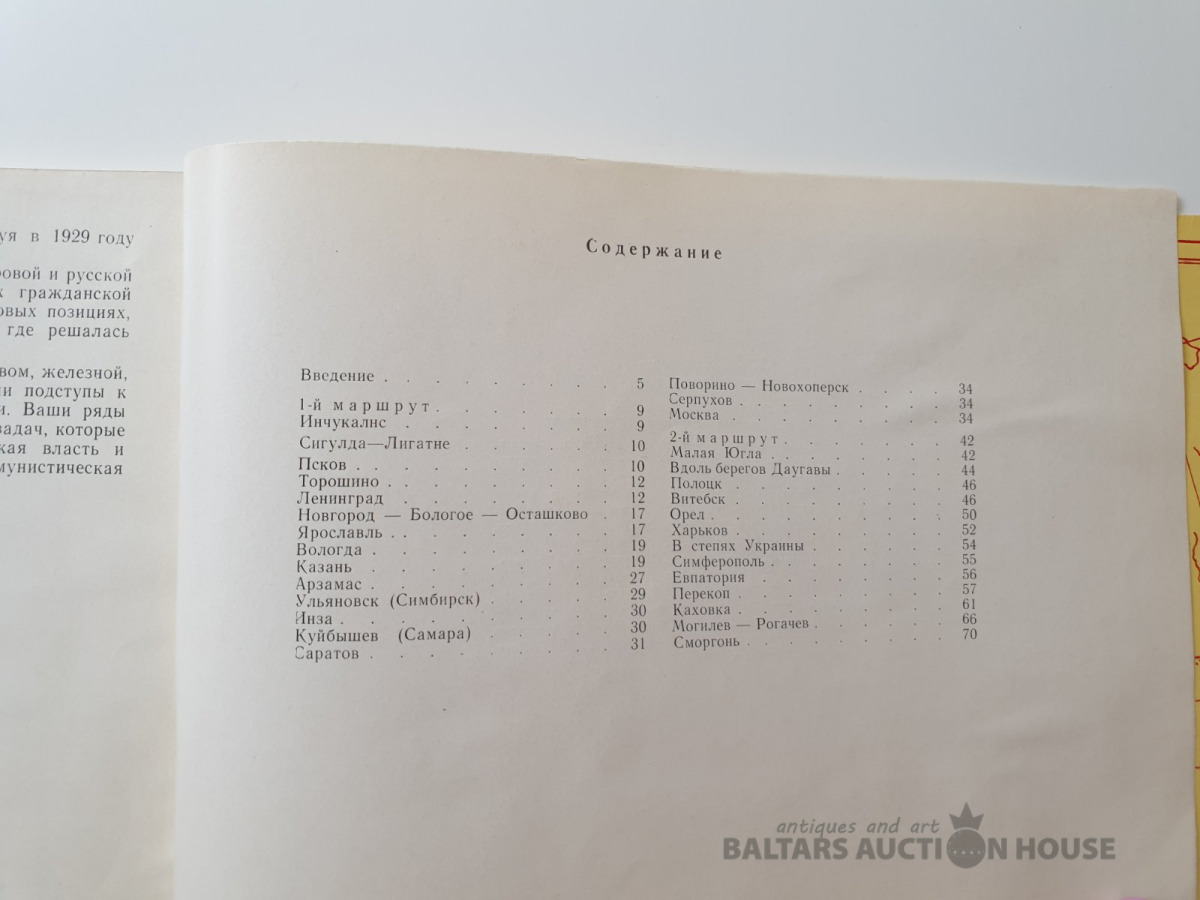 уя в 1929 году
ровой и русской
х гражданской
овых позициях,
где решалась
вом, железной,
ли подступы к
и. Ваши ряды
задач, которые
кая власть и
мунистическая
Содержание
Введение . . . . . . . . 5
1-й маршрут . . . . . . 9
Инчукалнс . . . . . . . 9
Сигулда—Лигатне . . . . . 10
Псков . . . . . . . . . 10
Торошино . . . . . . . . 12
Ленинград . . . . . . . 12
Новгород — Бологое — Осташково . 17
Ярославль . . . . . . . . 17
Вологда . . . . . . . . 19
Казань . . . . . . . . 19
Арзамас . . . . . . . . 27
Ульяновск (Симбирск) . . . . 29
Инза . . . . . . . . . 30
Куйбышев (Самара) . . . . 30
Саратов . . . . . . . . 31
Поворино — Новохоперск . . . . 34
Серпухов . . . . . . . 34
Москва . . . . . . . . 34
2-й маршрут . . . . . . 42
Малая Югла . . . . . . 42
Вдоль берегов Даугавы . . . . 44
Полоцк . . . . . . . . 46
Витебск . . . . . . . . 46
Орел . . . . . . . . . 50
Харьков . . . . . . . . 52
В степях Украины . . . . . 54
Симферополь . . . . . . 55
Евпатория . . . . . . . 56
Перекоп . . . . . . . . 57
Каховка . . . . . . . . 61
Могилев — Рогачев . . . . . 66
Сморгонь . . . . . . . 70
antiques and art
BALTARS AUCTION HOUSE